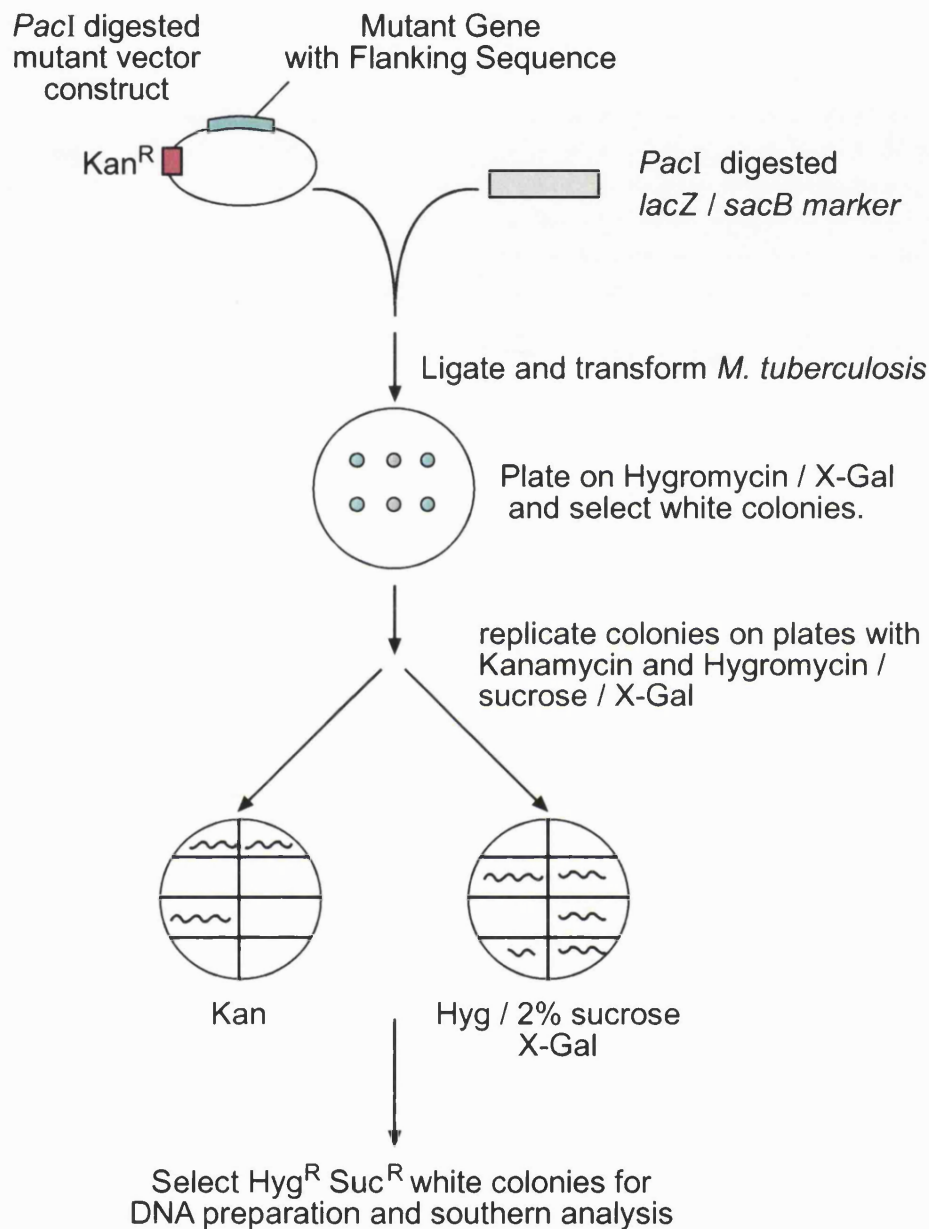 PacI digested
mutant vector
construct
Mutant Gene
with Flanking Sequence
Kan^R
PacI digested
lacZ / sacB marker
Ligate and transform M. tuberculosis
Plate on Hygromycin / X-Gal
and select white colonies.
replicate colonies on plates with
Kanamycin and Hygromycin /
sucrose / X-Gal
Kan
Hyg / 2% sucrose
X-Gal
Select Hyg^R Suc^R white colonies for
DNA preparation and southern analysis